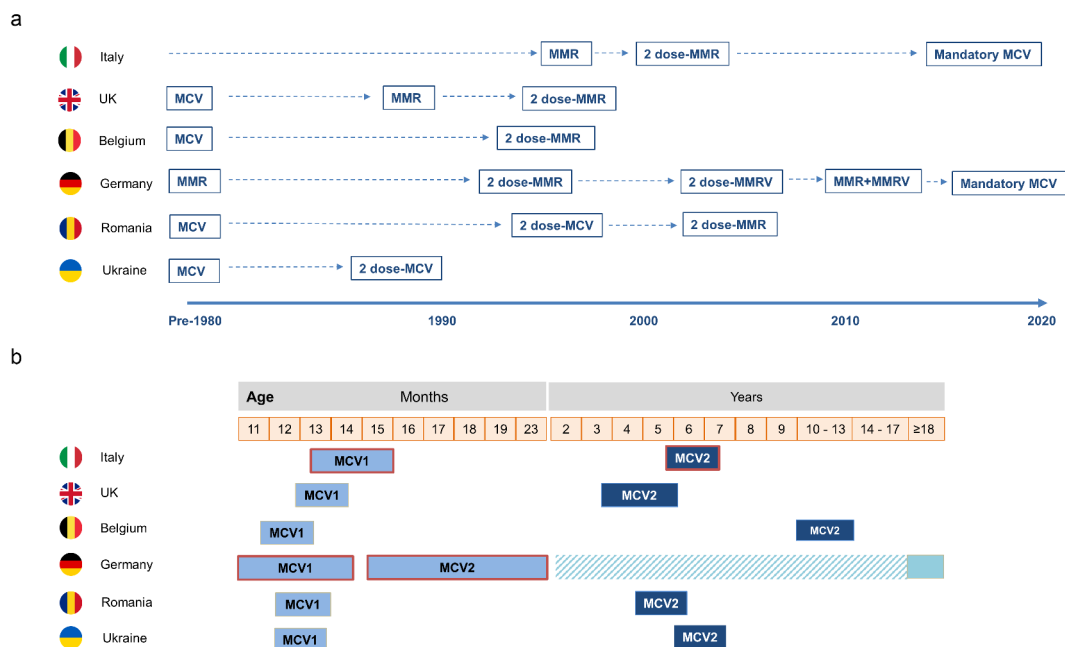 a
Italy MMR 2 dose-MMR Mandatory MCV
UK MCV MMR 2 dose-MMR
Belgium MCV 2 dose-MMR
Germany MMR 2 dose-MMR 2 dose-MMRV MMR+MMRV Mandatory MCV
Romania MCV 2 dose-MCV 2 dose-MMR
Ukraine MCV 2 dose-MCV
Pre-1980 1990 2000 2010 2020
b
Age Months Years
11 12 13 14 15 16 17 18 19 23 2 3 4 5 6 7 8 9 10 - 13 14 - 17 ≥18
Italy MCV1 MCV2
UK MCV1 MCV2
Belgium MCV1 MCV2
Germany MCV1 MCV2
Romania MCV1 MCV2
Ukraine MCV1 MCV2